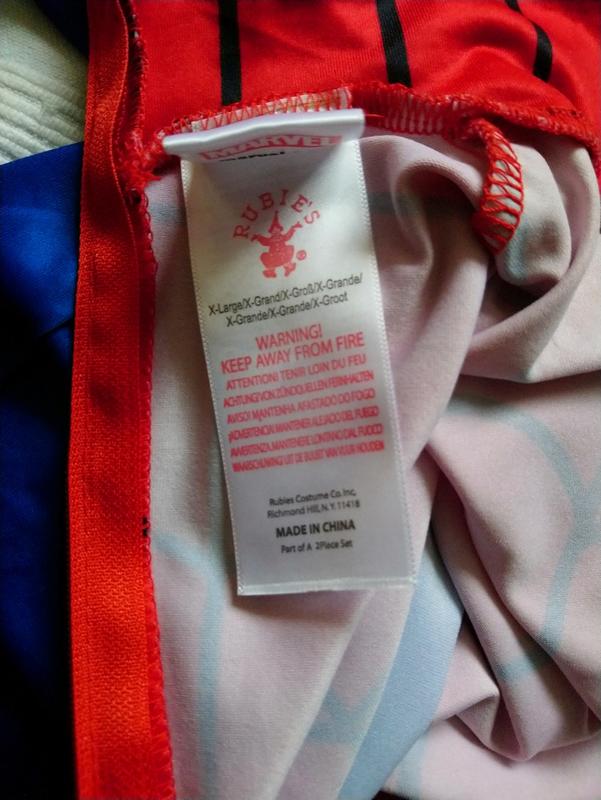 MARVEL
RUBIE'S
®
X-Large/X-Grand/X-Groß/X-Grande/
X-Grande/X-Grande/X-Groot
WARNING!
KEEP AWAY FROM FIRE
ATTENTION! TENIR LOIN DU FEU
ACHTUNG! VON ZÜNDQUELLEN FERNHALTEN
AVISO! MANTENHA AFASTADO DO FOGO
¡ADVERTENCIA! MANTENER ALEJADO DEL FUEGO
AVVERTENZA. MANTENERE LONTANO DAL FUOCO
WAARSCHUWING! UIT DE BUURT VAN VUUR HOUDEN
Rubies Costume Co. Inc,
Richmond Hill, N.Y. 11418
MADE IN CHINA
Part of A 2Piece Set